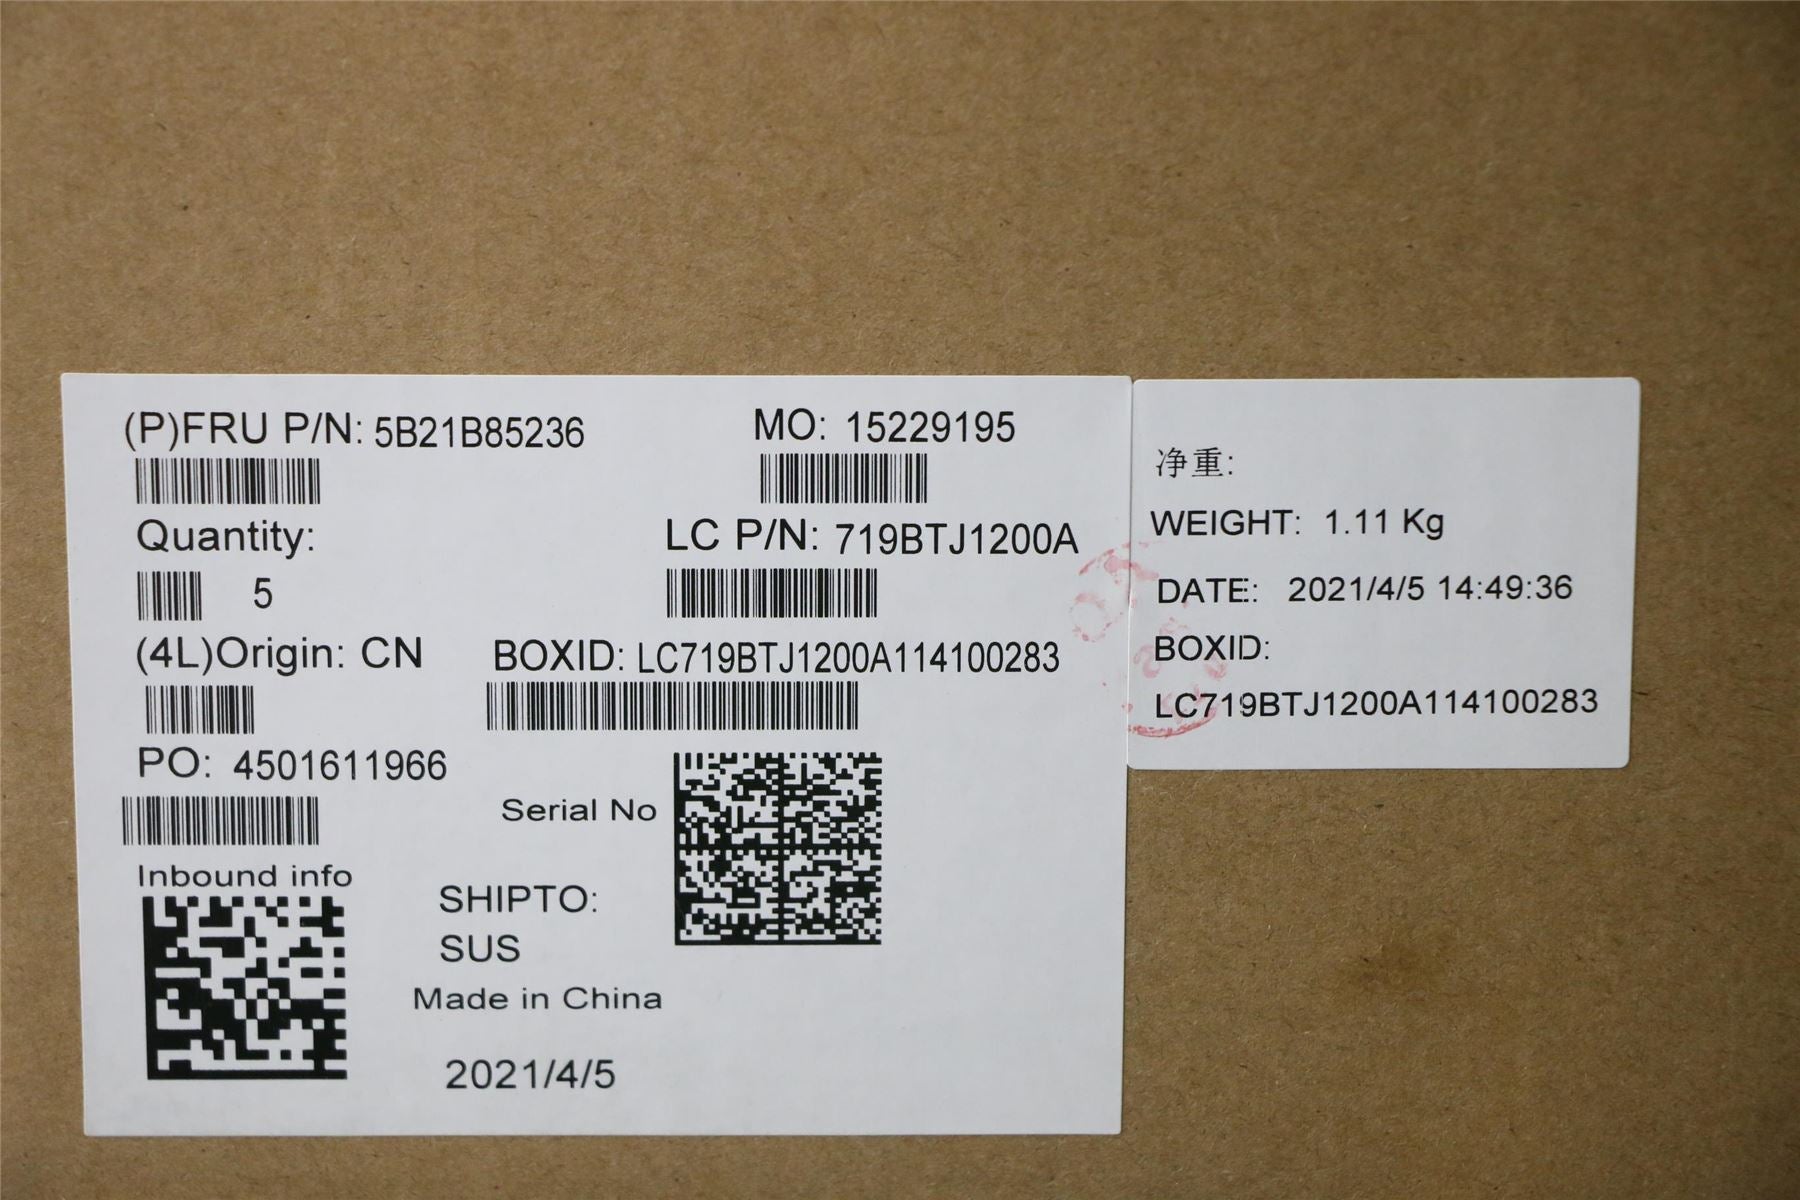 (P)FRU P/N: 5B21B85236
MO: 15229195
Quantity:
5
LC P/N: 719BTJ1200A
(4L)Origin: CN
BOXID: LC719BTJ1200A114100283
PO: 4501611966
Serial No
Inbound info
SHIPTO:
SUS
Made in China
2021/4/5
净重:
WEIGHT: 1.11 Kg
DATE: 2021/4/5 14:49:36
BOXID:
LC719BTJ1200A114100283